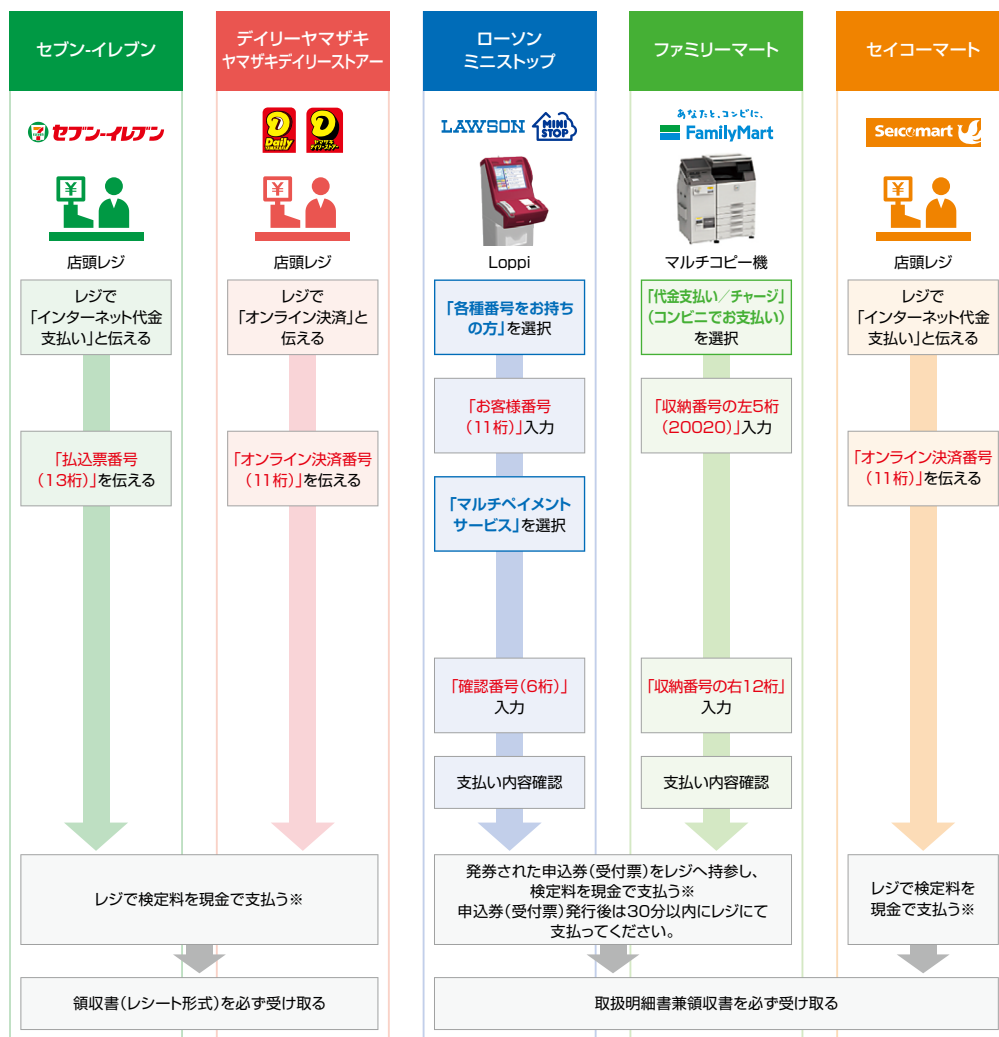 セブン-イレブン
セブン-イレブン
店頭レジ
レジで
「インターネット代金
支払い」と伝える
「払込票番号
（13桁）」を伝える
デイリーヤマザキ
ヤマザキデイリーストアー
Daily
YAMAZAKI
ヤマザキ
デイリーストアー
店頭レジ
レジで
「オンライン決済」と
伝える
「オンライン決済番号
（11桁）」を伝える
レジで検定料を現金で支払う※
領収書（レシート形式）を必ず受け取る
ローソン
ミニストップ
LAWSON
MINI
STOP
Loppi
「各種番号をお持ち
の方」を選択
「お客様番号
（11桁）」入力
「マルチペイメント
サービス」を選択
「確認番号（6桁）」
入力
支払い内容確認
ファミリーマート
あなたと、コンビに、
FamilyMart
マルチコピー機
「代金支払い／チャージ」
（コンビニでお支払い）
を選択
「収納番号の左5桁
（20020）」入力
「収納番号の右12桁」
入力
支払い内容確認
発券された申込券（受付票）をレジへ持参し、
検定料を現金で支払う※
申込券（受付票）発行後は30分以内にレジにて
支払ってください。
セイコーマート
Seicomart
店頭レジ
レジで
「インターネット代金
支払い」と伝える
「オンライン決済番号
（11桁）」を伝える
レジで検定料を
現金で支払う※
取扱明細書兼領収書を必ず受け取る